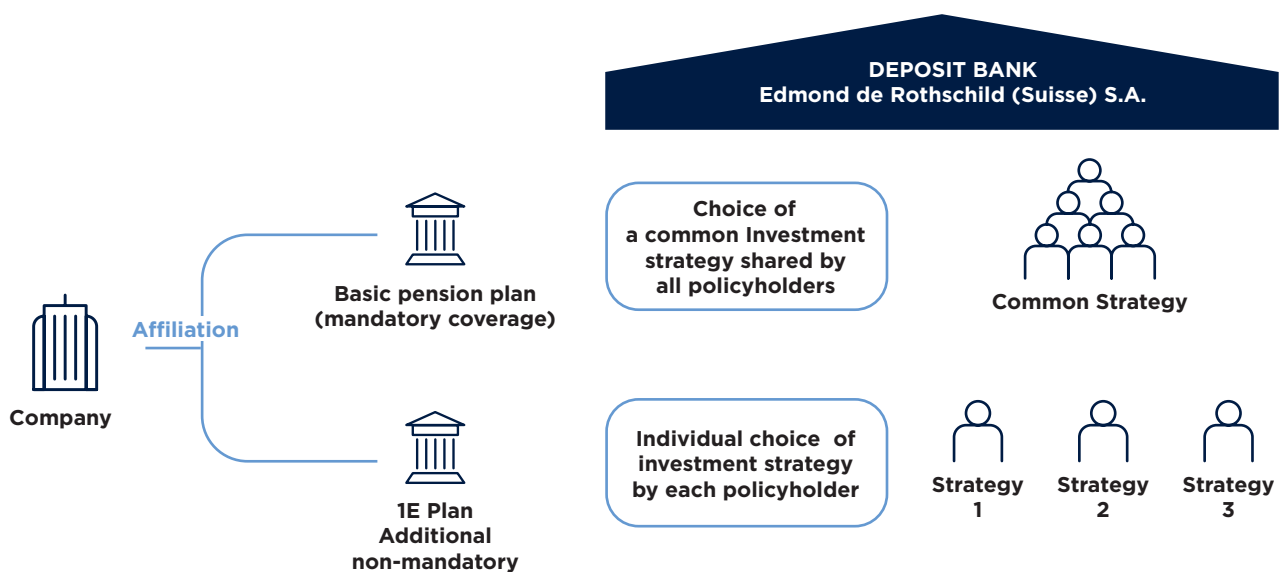 DEPOSIT BANK
Edmond de Rothschild (Suisse) S.A.
Company
Affiliation
Basic pension plan
(mandatory coverage)
Choice of
a common Investment
strategy shared by
all policyholders
Common Strategy
1E Plan
Additional
non-mandatory
Individual choice of
investment strategy
by each policyholder
Strategy
1
Strategy
2
Strategy
3